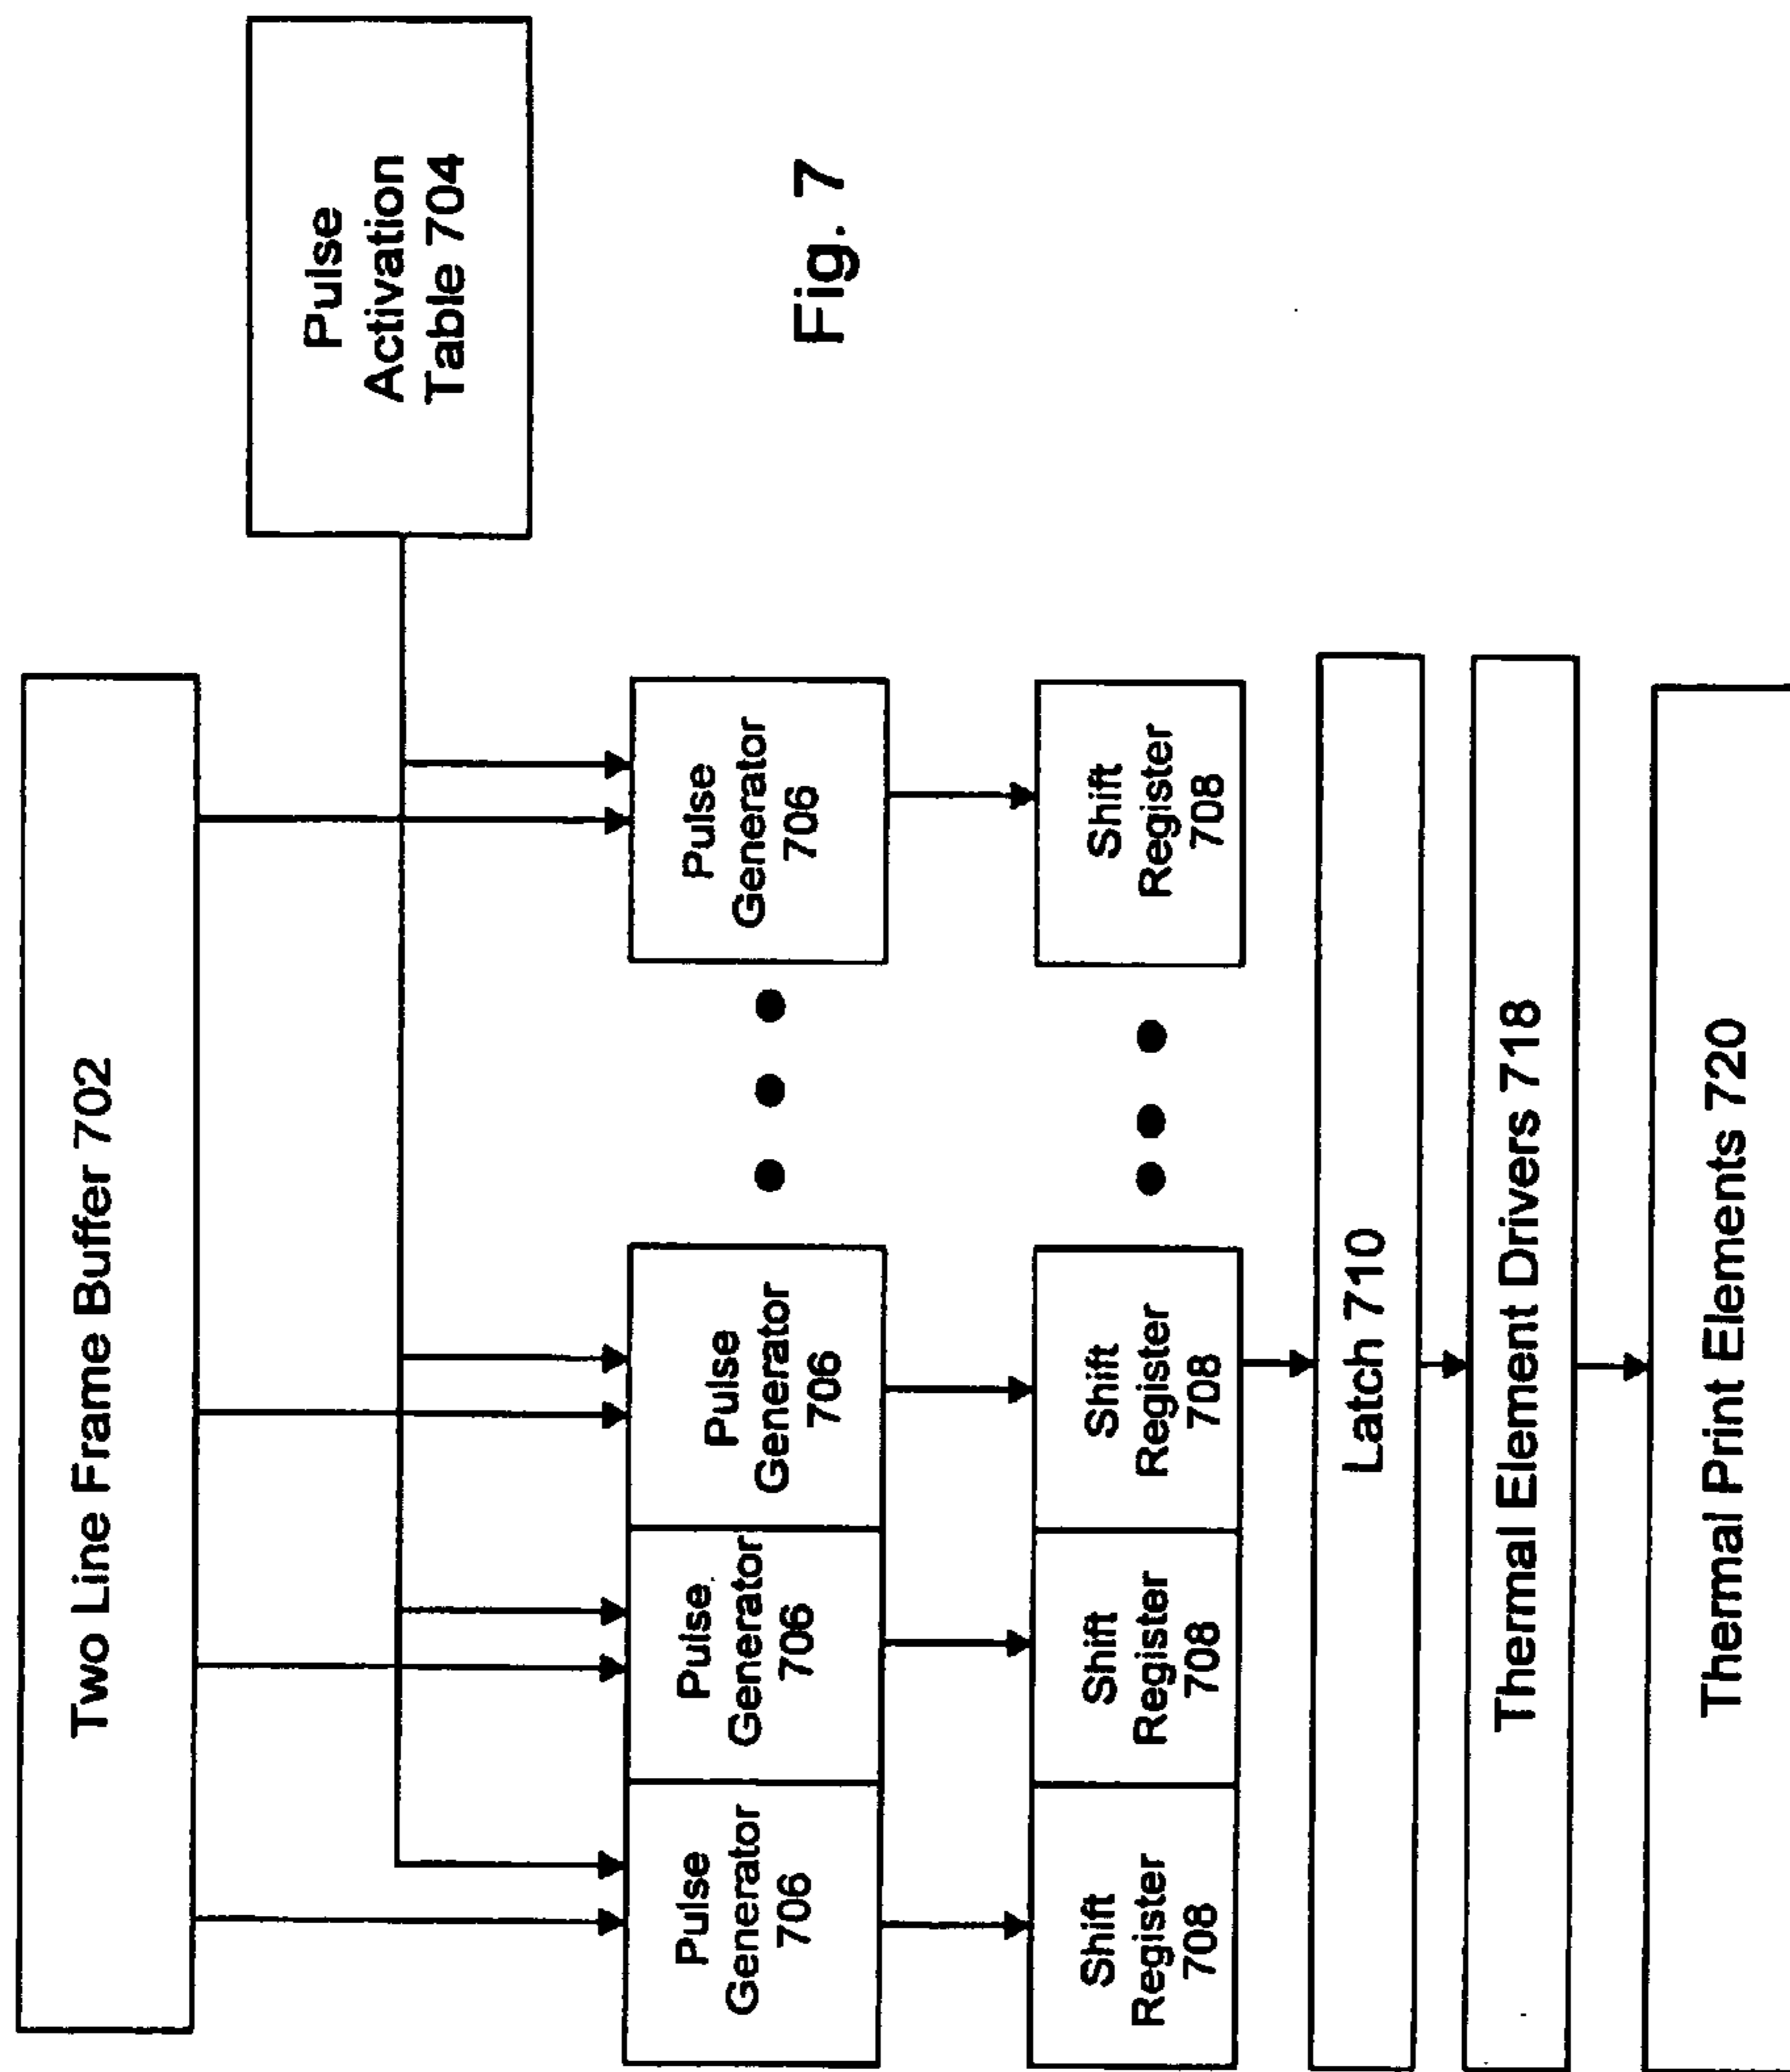 Two Line Frame Buffer 702
Pulse
Activation
Table 704
Pulse
Generator
706
Pulse
Generator
706
Pulse
Generator
706
Pulse
Generator
706
Fig. 7
Shift
Register
708
Shift
Register
708
Shift
Register
708
Shift
Register
708
Latch 710
Thermal Element Drivers 718
Thermal Print Elements 720